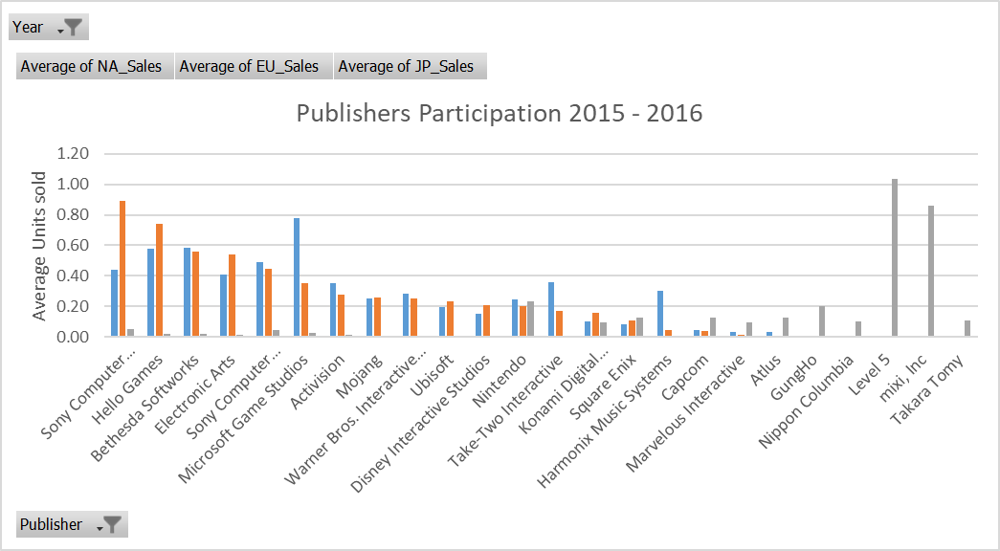 Year
Average of NA_Sales Average of EU_Sales Average of JP_Sales
Publishers Participation 2015 - 2016
Average Units sold
1.20
1.00
0.80
0.60
0.40
0.20
0.00
Sony Computer...
Hello Games
Bethesda Softworks
Electronic Arts
Sony Computer...
Microsoft Game Studios
Activision
Mojang
Warner Bros. Interactive...
Ubisoft
Disney Interactive Studios
Nintendo
Take-Two Interactive
Konami Digital...
Square Enix
Harmonix Music Systems
Capcom
Marvelous Interactive
Atlus
GungHo
Nippon Columbia
Level 5
mixi, Inc
Takara Tomy
Publisher